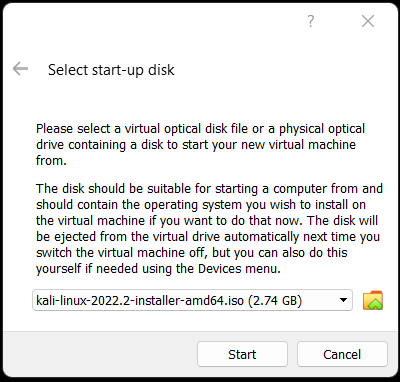 ?
Select start-up disk
Please select a virtual optical disk file or a physical optical
drive containing a disk to start your new virtual machine
from.
The disk should be suitable for starting a computer from and
should contain the operating system you wish to install on
the virtual machine if you want to do that now. The disk will
be ejected from the virtual drive automatically next time you
switch the virtual machine off, but you can also do this
yourself if needed using the Devices menu.
kali-linux-2022.2-installer-amd64.iso (2.74 GB)
Start Cancel